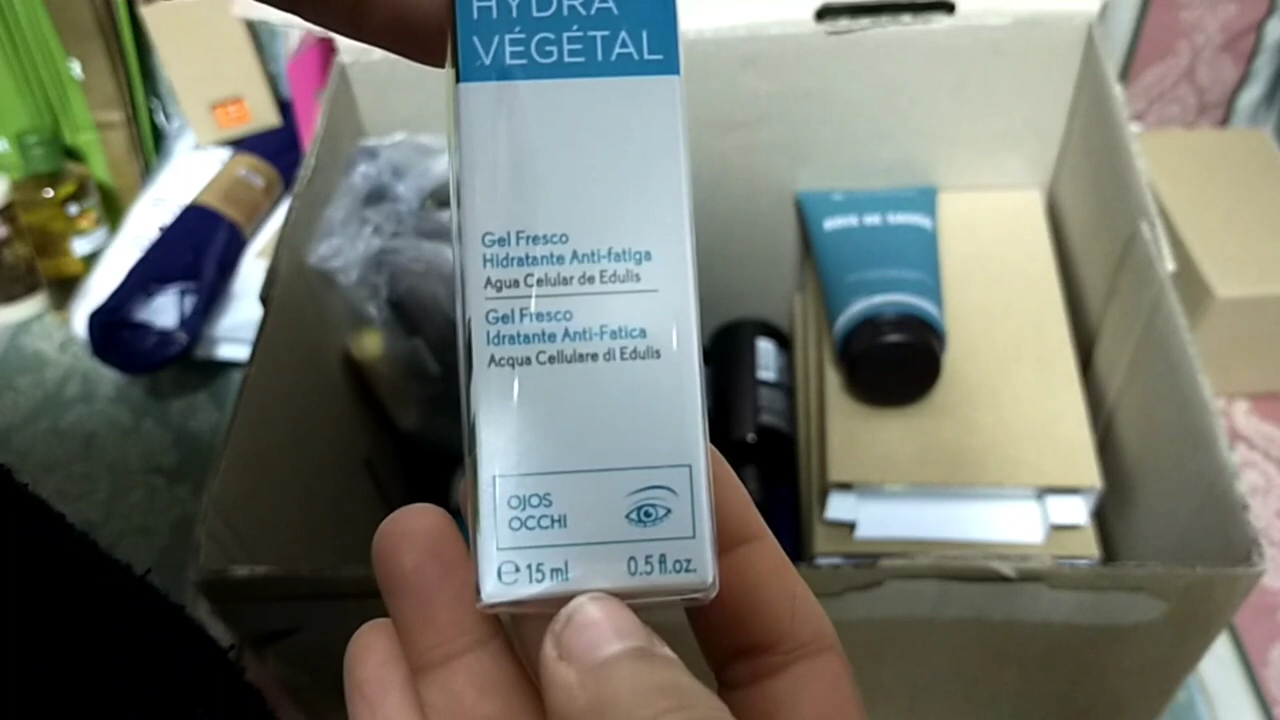 HYDRA
VÉGÉTAL
Gel Fresco
Hidratante Anti-fatiga
Agua Celular de Edulis
Gel Fresco
Idratante Anti-Fatica
Acqua Cellulare di Edulis
OJOS
OCCHI
℮ 15 ml
0.5 fl.oz.